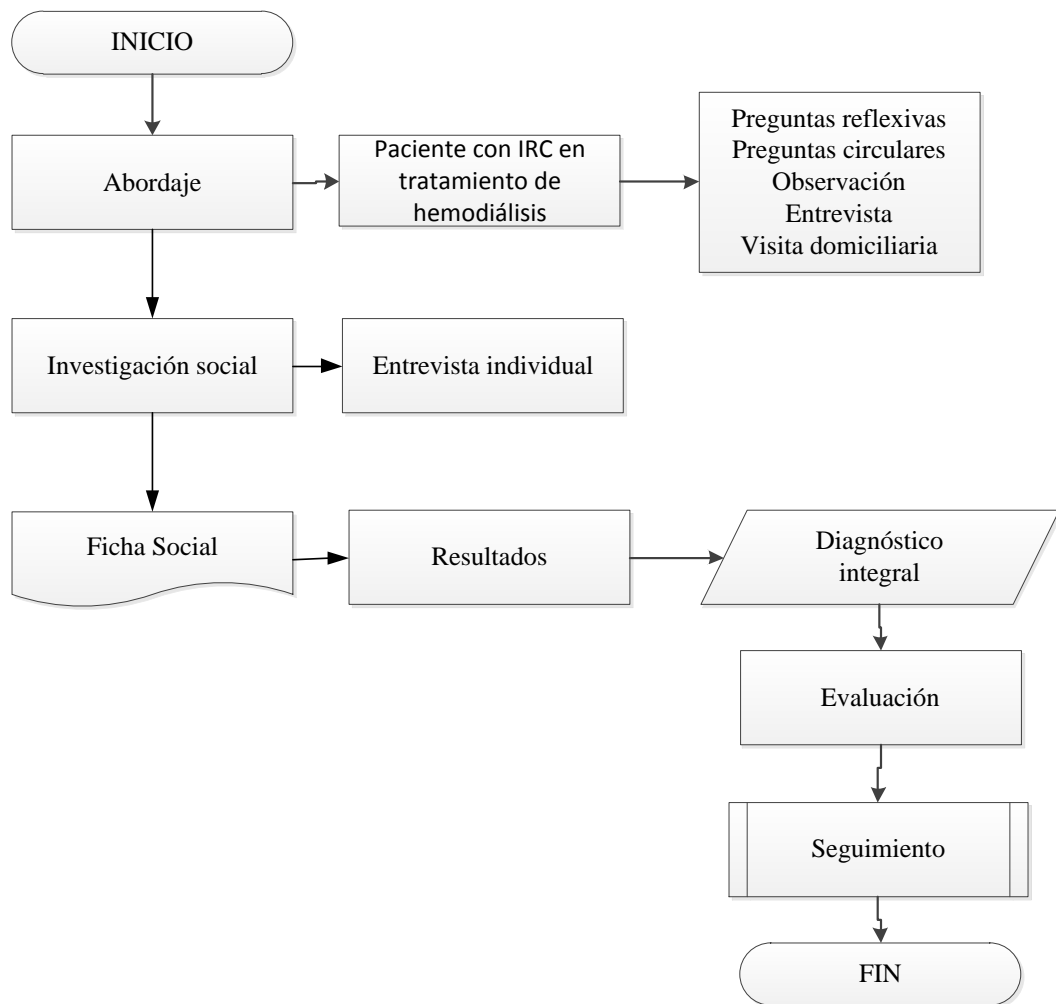 INICIO
Abordaje
Paciente con IRC en
tratamiento de
hemodiálisis
Preguntas reflexivas
Preguntas circulares
Observación
Entrevista
Visita domiciliaria
Investigación social
Entrevista individual
Ficha Social
Resultados
Diagnóstico
integral
Evaluación
Seguimiento
FIN